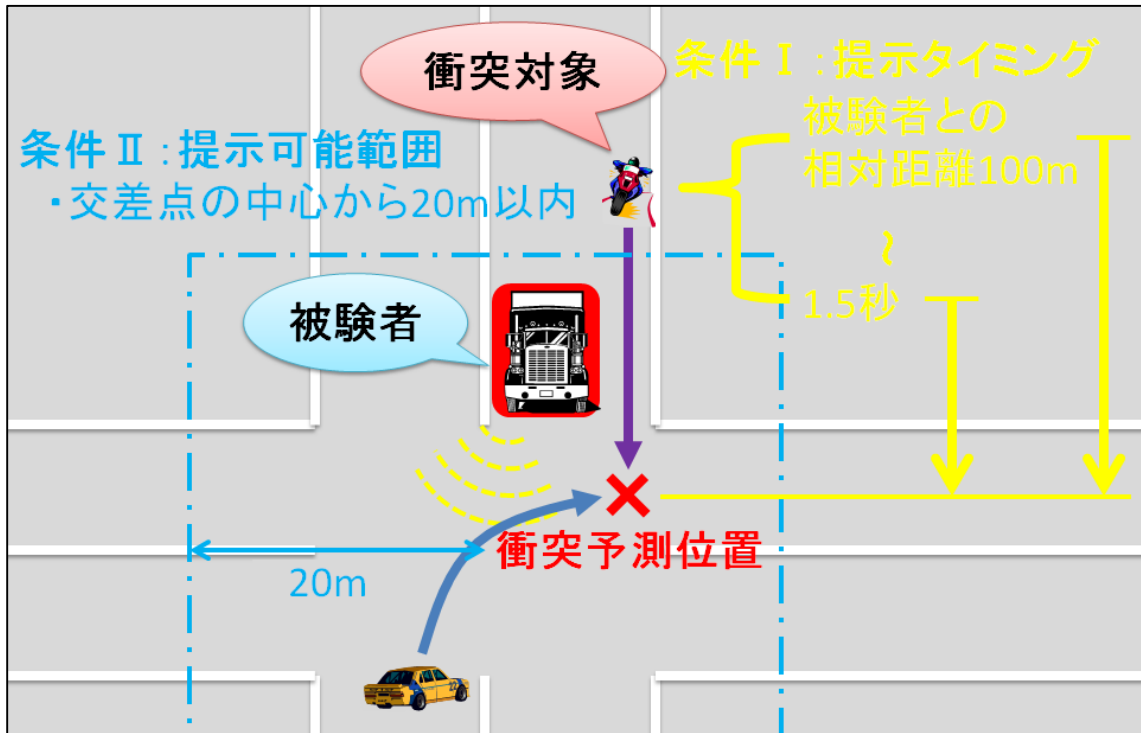 衝突対象
条件Ⅰ:提示タイミング
被験者との
相対距離100m
~
1.5秒
条件Ⅱ:提示可能範囲
・交差点の中心から20m以内
被験者
衝突予測位置
20m
22